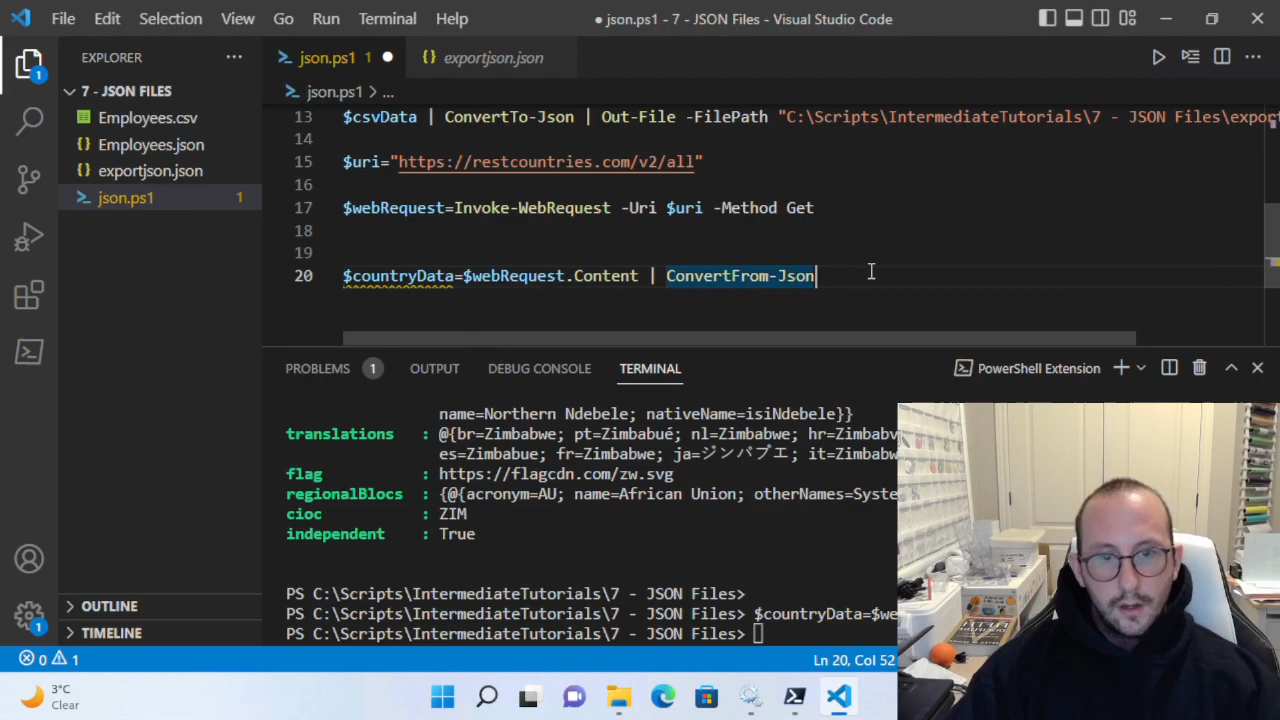 File Edit Selection View Go Run Terminal Help
● json.ps1 - 7 - JSON Files - Visual Studio Code
EXPLORER
json.ps1 1
exportjson.json
7 - JSON FILES
json.ps1 > ...
Employees.csv
Employees.json
exportjson.json
json.ps1 1
13 $csvData | ConvertTo-Json | Out-File -FilePath "C:\Scripts\IntermediateTutorials\7 - JSON Files\expor
14
15 $uri="https://restcountries.com/v2/all"
16
17 $webRequest=Invoke-WebRequest -Uri $uri -Method Get
18
19
20 $countryData=$webRequest.Content | ConvertFrom-Json
PROBLEMS 1 OUTPUT DEBUG CONSOLE TERMINAL
PowerShell Extension
name=Northern Ndebele; nativeName=isiNdebele}}
translations : @{br=Zimbabwe; pt=Zimbabué; nl=Zimbabwe; hr=Zimbabv
es=Zimbabue; fr=Zimbabwe; ja=ジンバブエ; it=Zimbabw
flag : https://flagcdn.com/zw.svg
regionalBlocs : {@{acronym=AU; name=African Union; otherNames=Syste
cioc : ZIM
independent : True
PS C:\Scripts\IntermediateTutorials\7 - JSON Files>
PS C:\Scripts\IntermediateTutorials\7 - JSON Files> $countryData=$we
PS C:\Scripts\IntermediateTutorials\7 - JSON Files>
OUTLINE
TIMELINE
1
1
0 1
Ln 20, Col 52
3°C
Clear